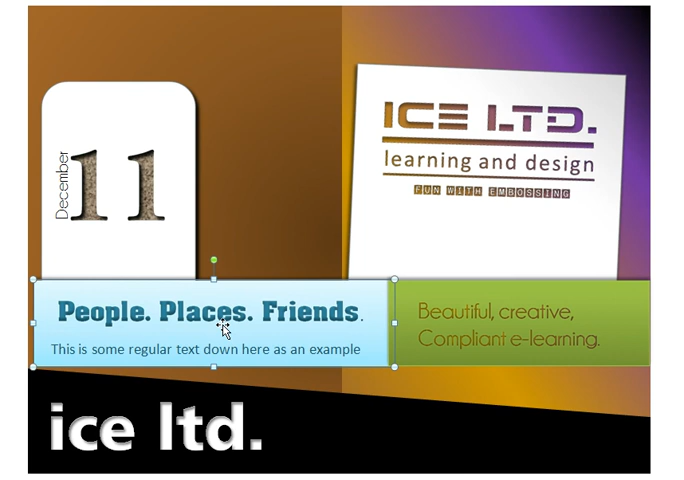 December
11
ICE LTD.
learning and design
FUN WITH EMBOSSING
People. Places. Friends.
This is some regular text down here as an example
Beautiful, creative,
Compliant e-learning.
ice ltd.